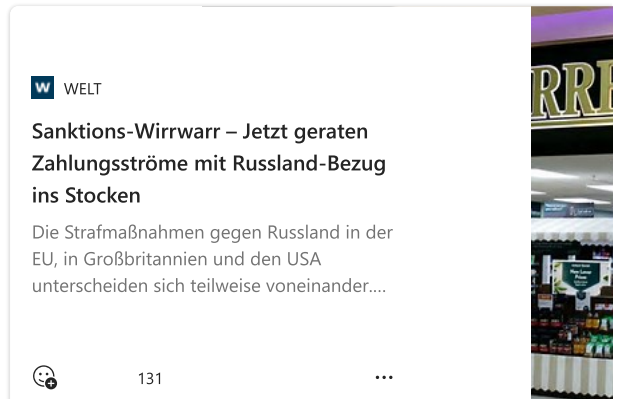 WELT
Sanktions-Wirrwarr – Jetzt geraten
Zahlungsströme mit Russland-Bezug
ins Stocken
Die Strafmaßnahmen gegen Russland in der
EU, in Großbritannien und den USA
unterscheiden sich teilweise voneinander....
131